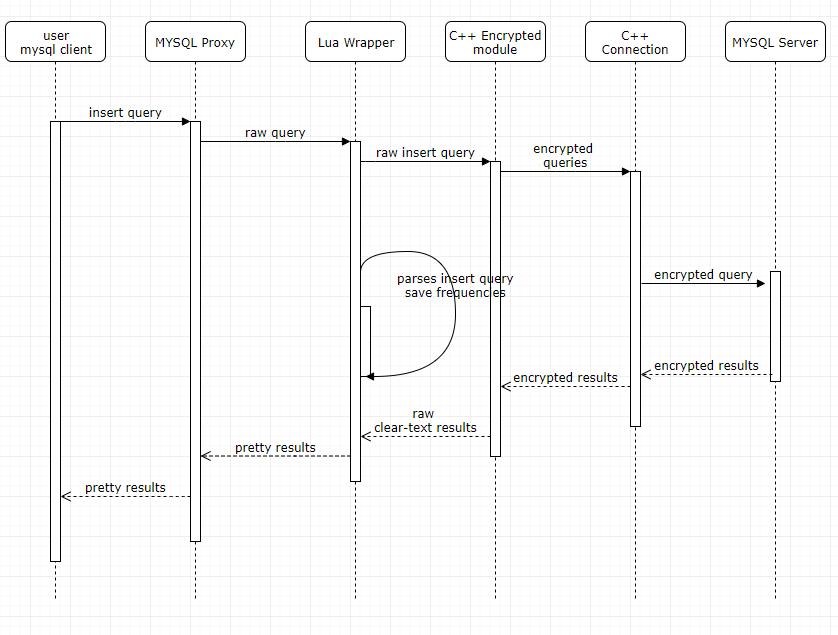 user
mysql client
MYSQL Proxy
Lua Wrapper
C++ Encrypted
module
C++
Connection
MYSQL Server
insert query
raw query
raw insert query
encrypted
queries
parses insert query
save frequencies
encrypted query
encrypted results
encrypted results
raw
clear-text results
pretty results
pretty results